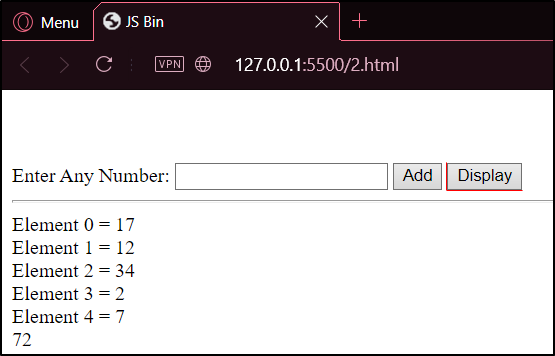 Menu
JS Bin
VPN
127.0.0.1:5500/2.html
Enter Any Number:
Add
Display
Element 0 = 17
Element 1 = 12
Element 2 = 34
Element 3 = 2
Element 4 = 7
72